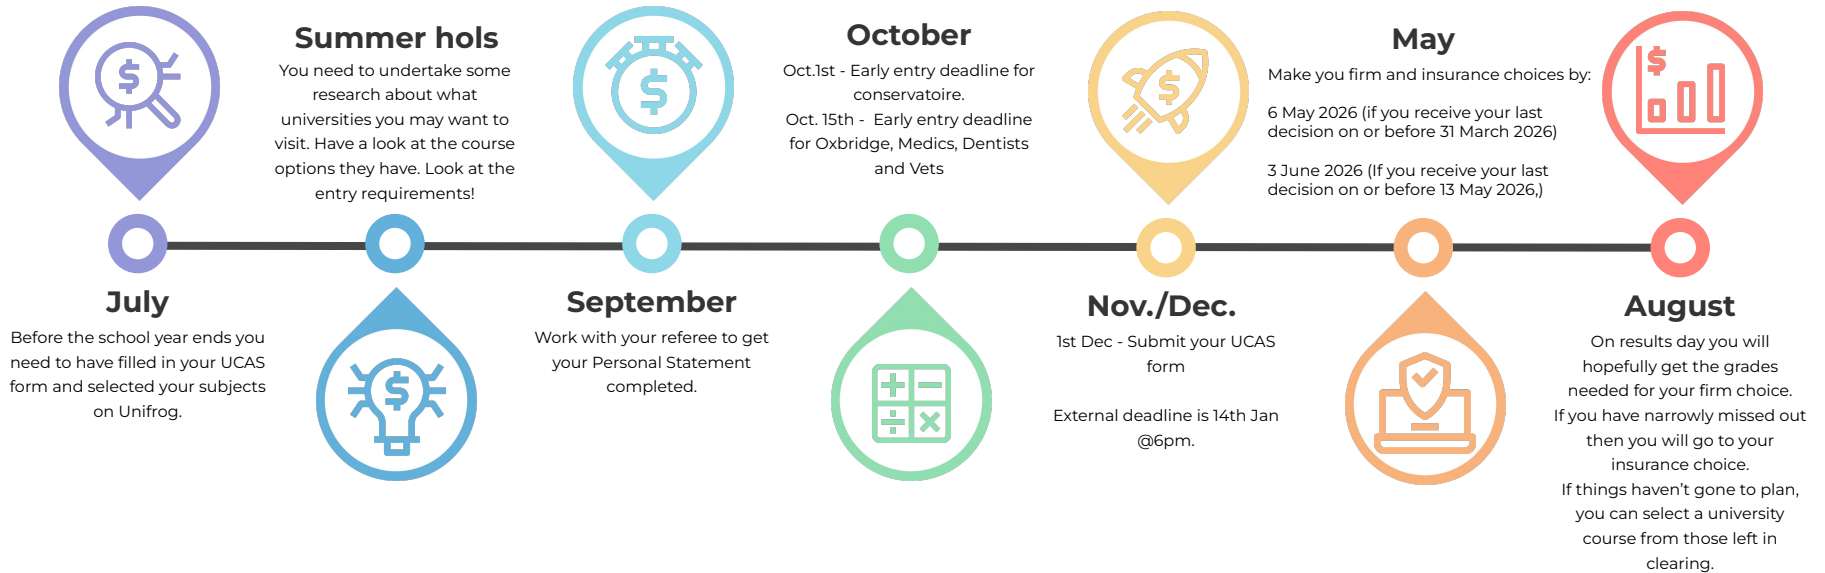 July
Before the school year ends you
need to have filled in your UCAS
form and selected your subjects
on Unifrog.
Summer hols
You need to undertake some
research about what
universities you may want to
visit. Have a look at the course
options they have. Look at the
entry requirements!
September
Work with your referee to get
your Personal Statement
completed.
October
Oct.1st - Early entry deadline for
conservatoire.
Oct. 15th - Early entry deadline
for Oxbridge, Medics, Dentists
and Vets
Nov./Dec.
1st Dec - Submit your UCAS
form
External deadline is 14th Jan
@6pm.
May
Make you firm and insurance choices by:
6 May 2026 (if you receive your last
decision on or before 31 March 2026)
3 June 2026 (If you receive your last
decision on or before 13 May 2026,)
August
On results day you will
hopefully get the grades
needed for your firm choice.
If you have narrowly missed out
then you will go to your
insurance choice.
If things haven't gone to plan,
you can select a university
course from those left in
clearing.